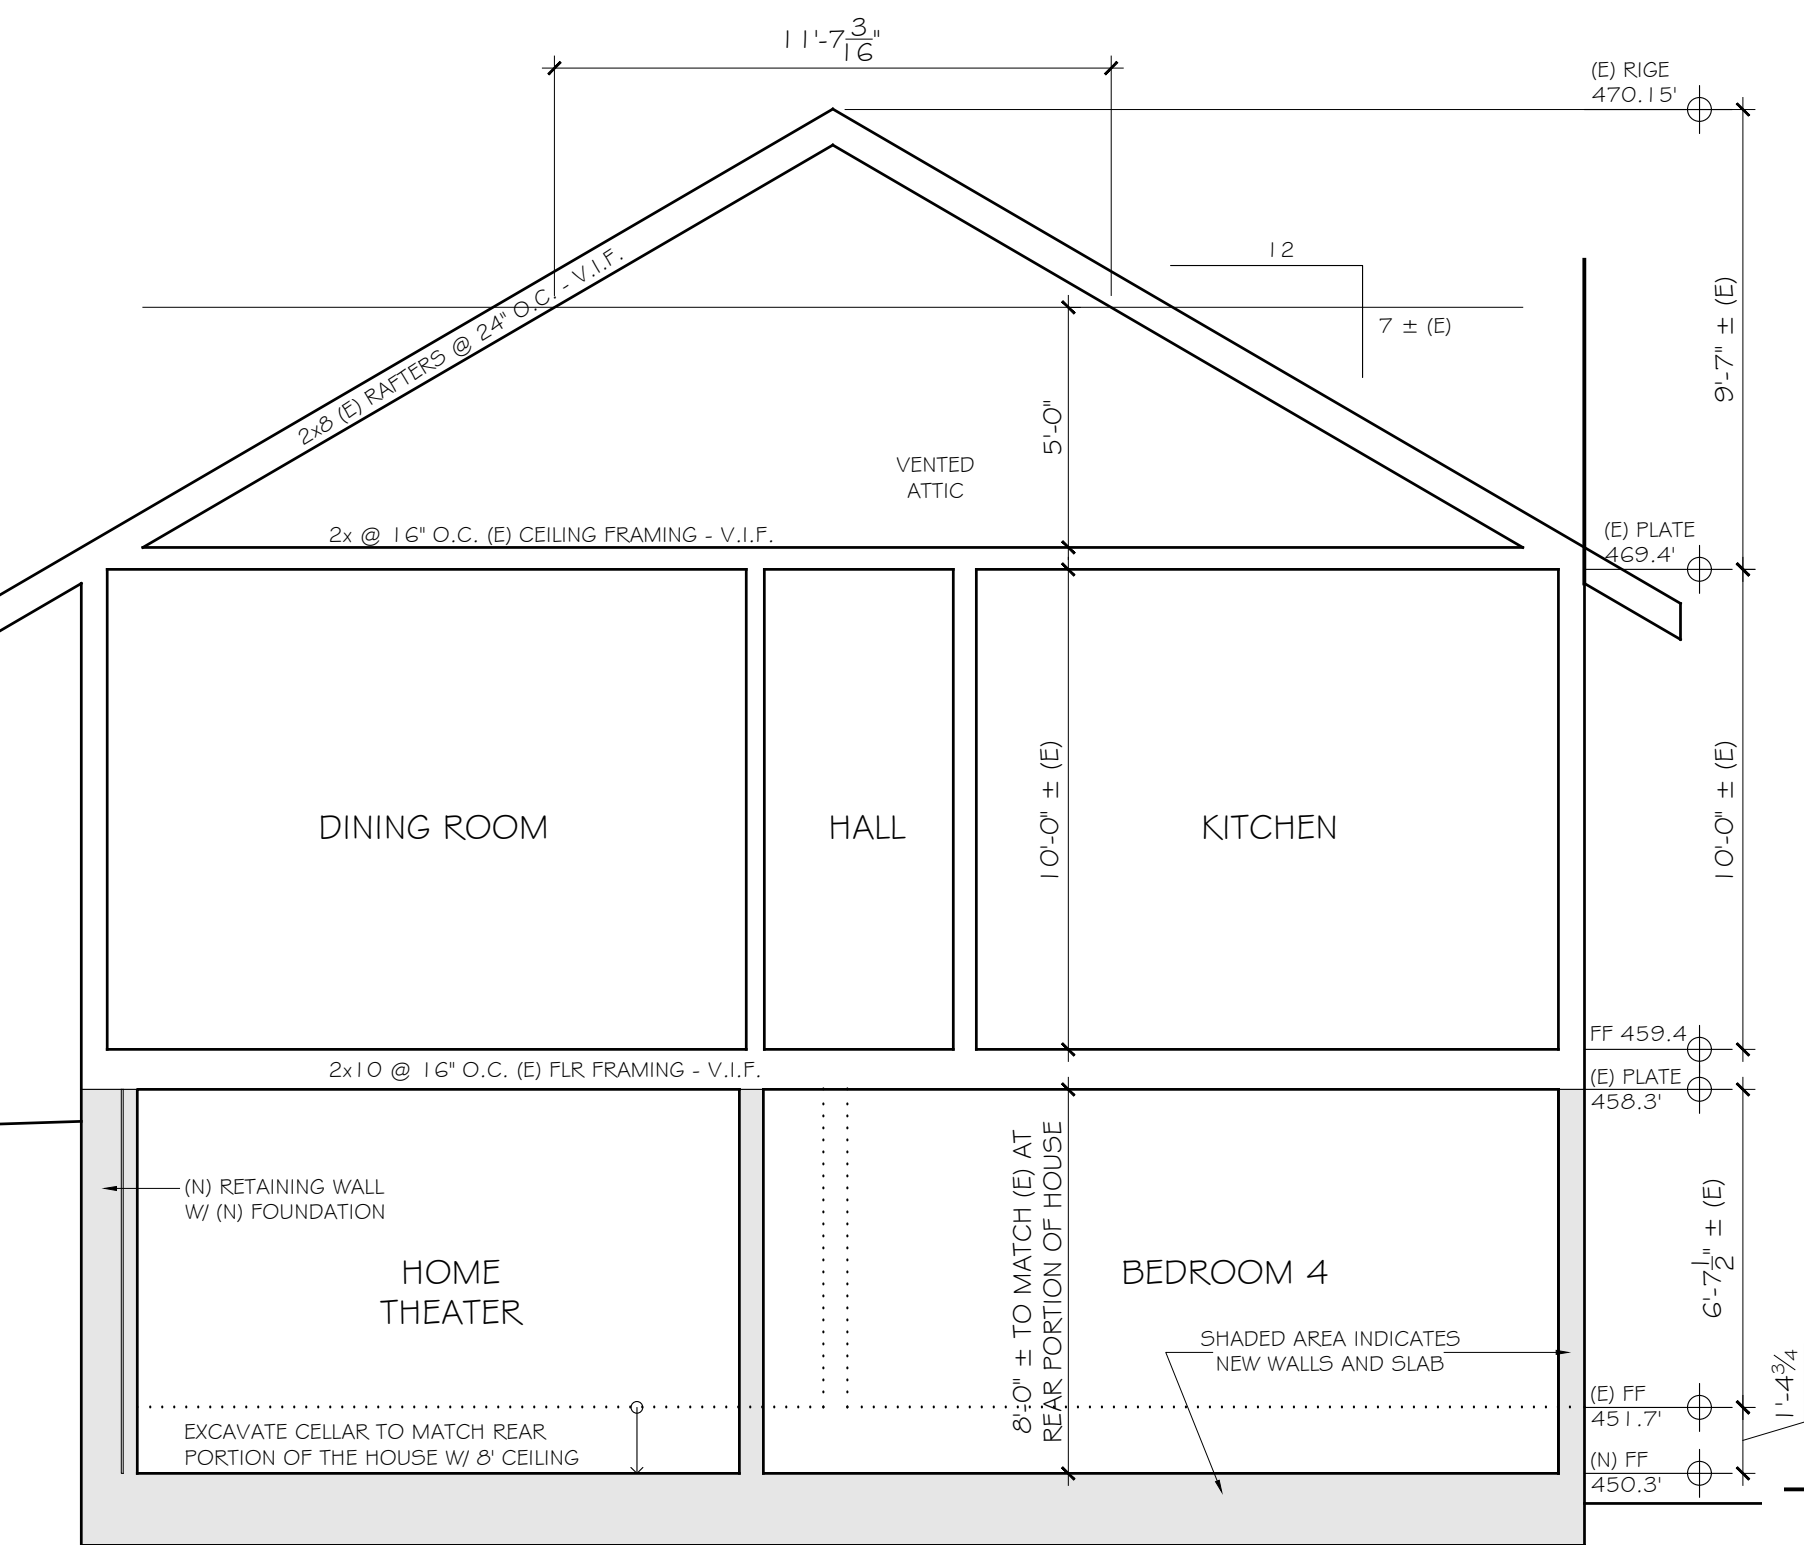 11'-7 3/16"
(E) RIGE
470.15'
12
7 ± (E)
9'-7" ± (E)
2x8 (E) RAFTERS @ 24" O.C. - V.I.F.
5'-0"
VENTED
ATTIC
2x @ 16" O.C. (E) CEILING FRAMING - V.I.F.
(E) PLATE
469.4'
DINING ROOM
HALL
KITCHEN
10'-0" ± (E)
10'-0" ± (E)
FF 459.4
2x10 @ 16" O.C. (E) FLR FRAMING - V.I.F.
(E) PLATE
458.3'
(N) RETAINING WALL
W/ (N) FOUNDATION
HOME
THEATER
8'-0" ± TO MATCH (E) AT
REAR PORTION OF HOUSE
BEDROOM 4
6'-7 1/2" ± (E)
SHADED AREA INDICATES
NEW WALLS AND SLAB
1'-4 3/4
(E) FF
451.7'
EXCAVATE CELLAR TO MATCH REAR
PORTION OF THE HOUSE W/ 8' CEILING
(N) FF
450.3'